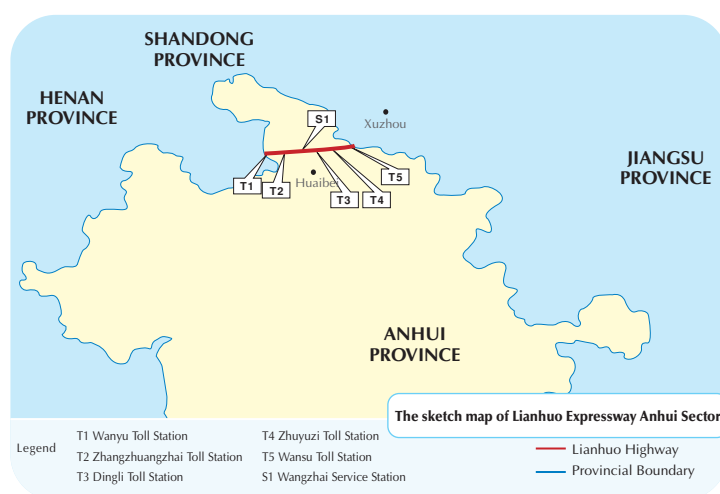 SHANDONG
PROVINCE
HENAN
PROVINCE
S1
Xuzhou
JIANGSU
PROVINCE
T1
T2
Huaibei
T3
T4
T5
ANHUI
PROVINCE
The sketch map of Lianhuo Expressway Anhui Sector
Legend
T1 Wanyu Toll Station
T2 Zhangzhuangzhai Toll Station
T3 Dingli Toll Station
T4 Zhuyuzi Toll Station
T5 Wansu Toll Station
S1 Wangzhai Service Station
Lianhuo Highway
Provincial Boundary